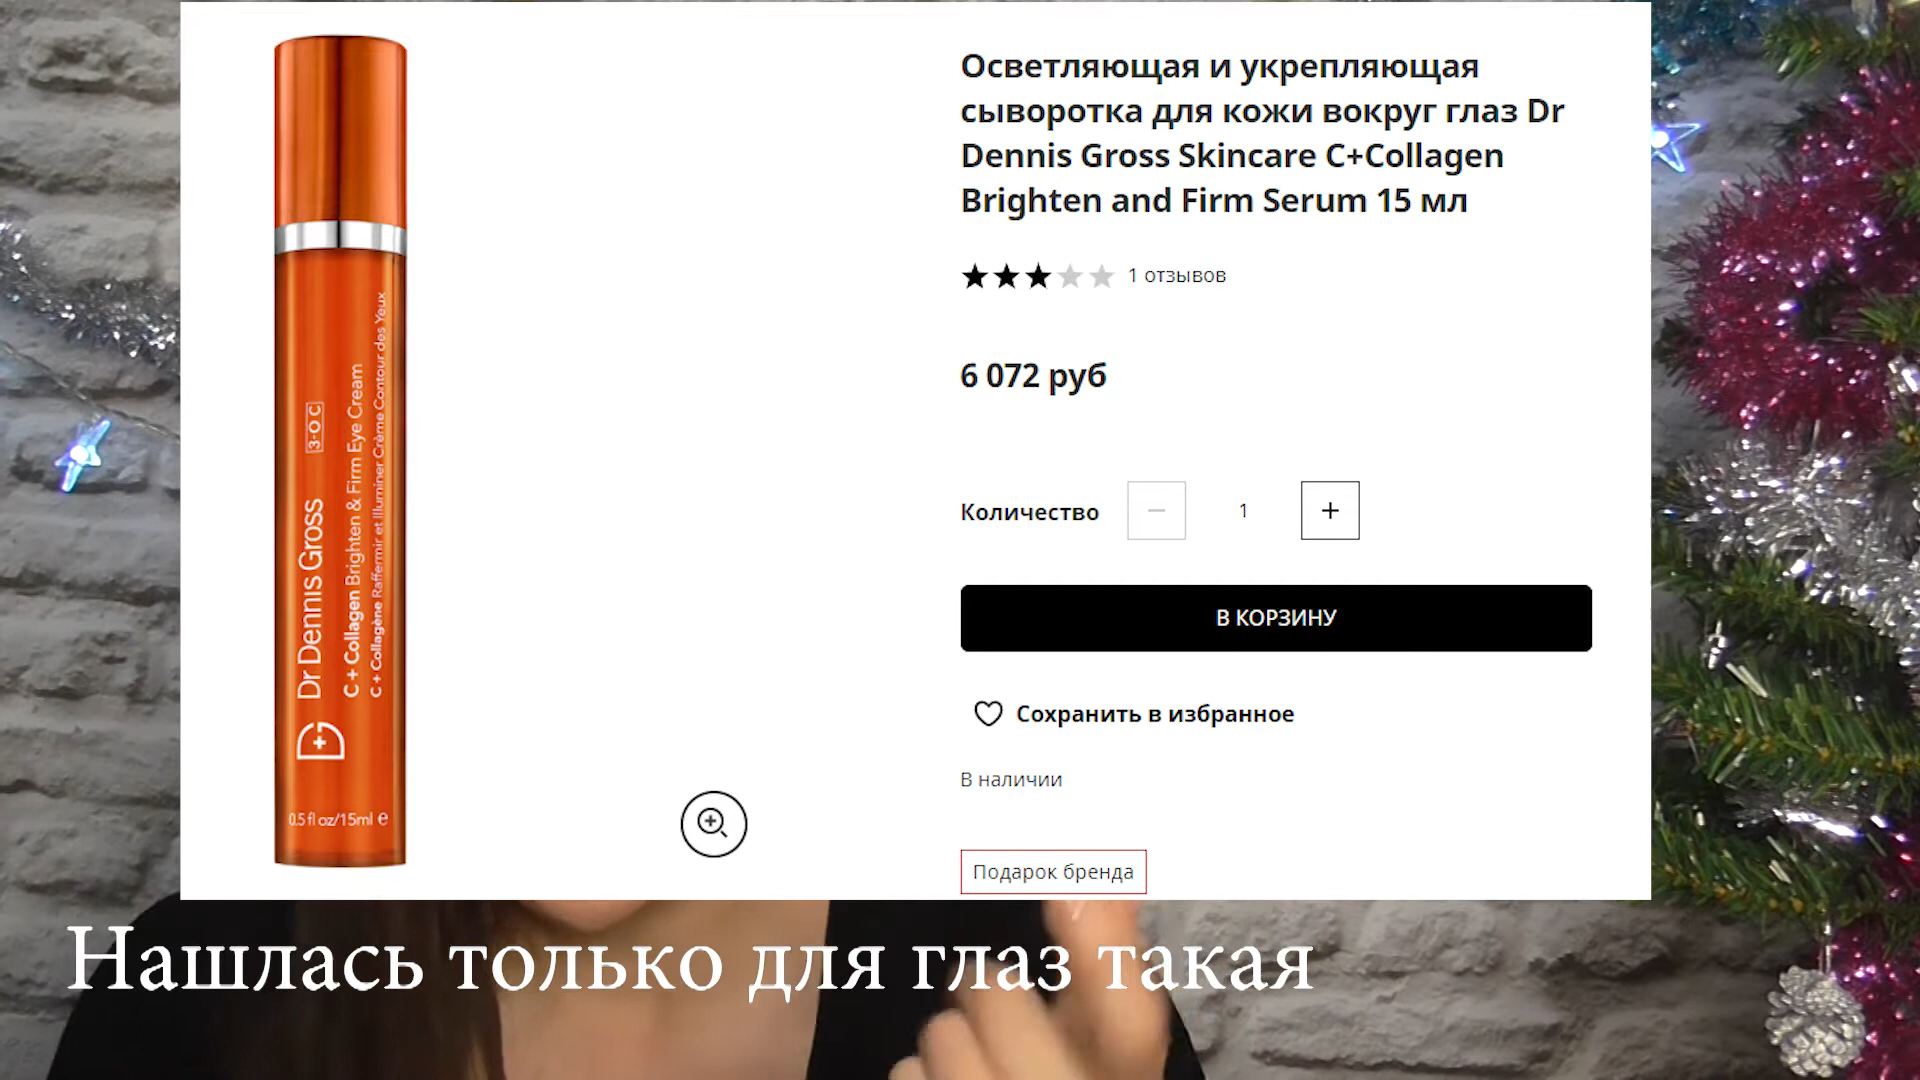 Осветляющая и укрепляющая
сыворотка для кожи вокруг глаз Dr
Dennis Gross Skincare C+Collagen
Brighten and Firm Serum 15 мл
1 отзывов
6 072 руб
Количество
1
В КОРЗИНУ
Сохранить в избранное
В наличии
Подарок бренда
Dr Dennis Gross 3-O C
C + Collagen Brighten & Firm Eye Cream
C + Collagène Raffermir et Illuminer Crème Contour des Yeux
0.5 fl oz/15ml e
Нашлась только для глаз такая